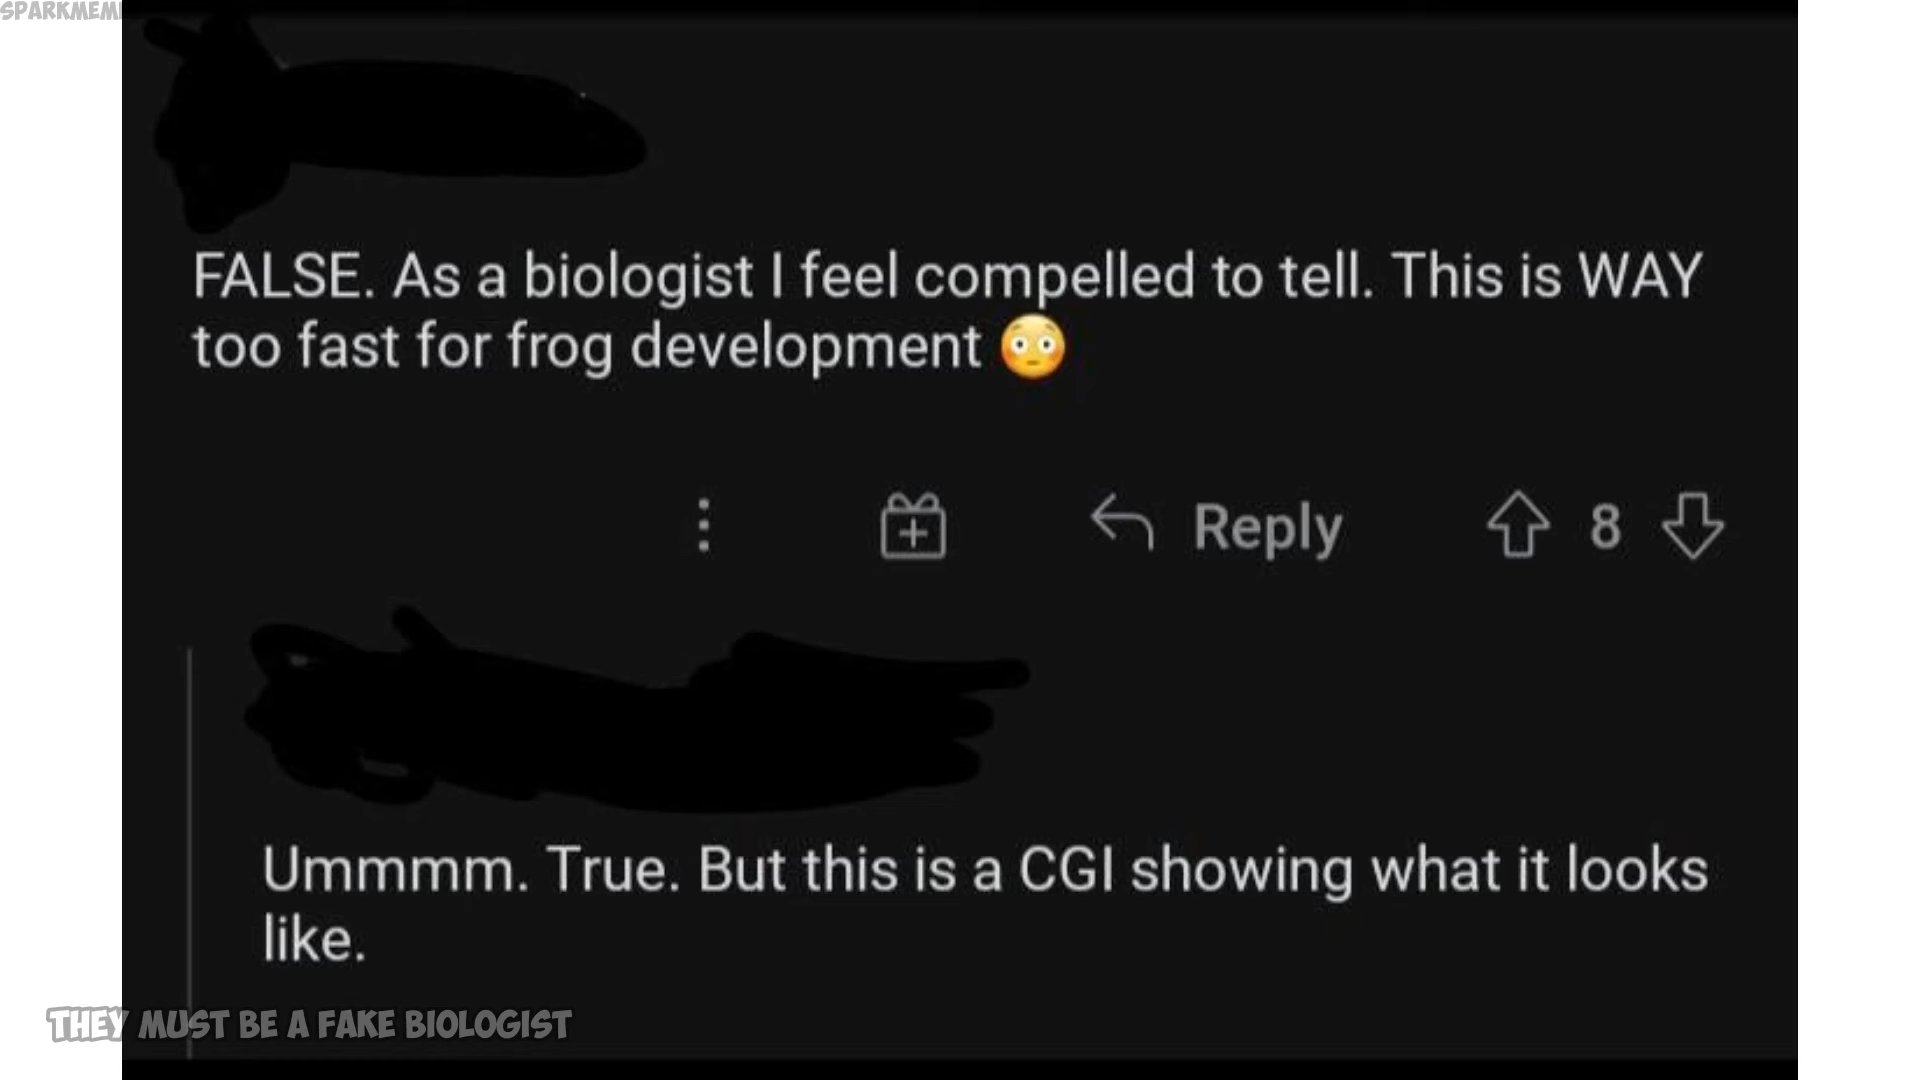 FALSE. As a biologist I feel compelled to tell. This is WAY
too fast for frog development 😳
Reply
8
Ummmm. True. But this is a CGI showing what it looks
like.
THEY MUST BE A FAKE BIOLOGIST